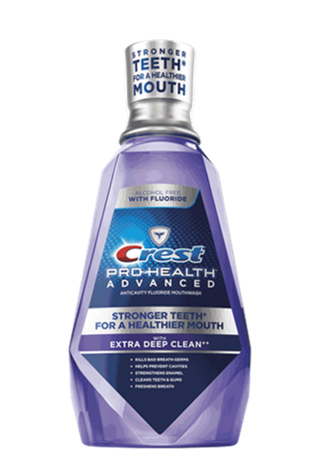 STRONGER
TEETH*
FOR A HEALTHIER
MOUTH
ALCOHOL FREE
WITH FLUORIDE
Crest
PRO-HEALTH
ADVANCED
ANTICAVITY FLUORIDE MOUTHWASH
STRONGER TEETH*
FOR A HEALTHIER MOUTH
WITH
EXTRA DEEP CLEAN**
• KILLS BAD BREATH GERMS
• HELPS PREVENT CAVITIES
• STRENGTHENS ENAMEL
• CLEANS TEETH & GUMS
• FRESHENS BREATH